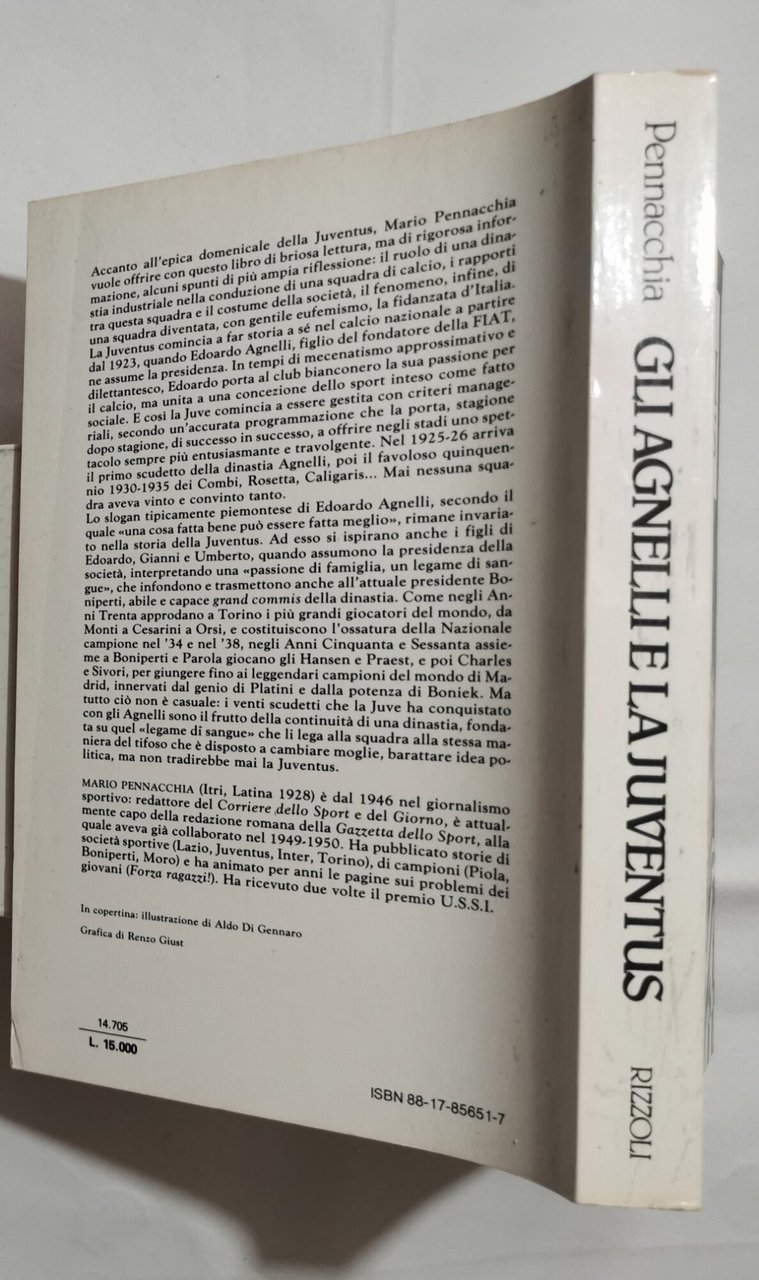 Accanto all'epica domenicale della Juventus, Mario Pennacchia
vuole offrire con questo libro di briosa lettura, ma di rigorosa infor-
mazione, alcuni spunti di più ampia riflessione: il ruolo di una dina-
stia industriale nella conduzione di una squadra di calcio, i rapporti
tra questa squadra e il costume della società, il fenomeno, infine, di
una squadra diventata, con gentile eufemismo, la fidanzata d'Italia.
La Juventus comincia a far storia a sé nel calcio nazionale a partire
dal 1923, quando Edoardo Agnelli, figlio del fondatore della FIAT,
ne assume la presidenza. In tempi di mecenatismo approssimativo e
dilettantesco, Edoardo porta al club bianconero la sua passione per
il calcio, ma unita a una concezione dello sport inteso come fatto
sociale. E così la Juve comincia a essere gestita con criteri manage-
riali, secondo un'accurata programmazione che la porta, stagione
dopo stagione, di successo in successo, a offrire negli stadi uno spet-
tacolo sempre più entusiasmante e travolgente. Nel 1925-26 arriva
il primo scudetto della dinastia Agnelli, poi il favoloso quinquen-
nio 1930-1935 dei Combi, Rosetta, Caligaris... Mai nessuna squa-
dra aveva vinto e convinto tanto.
Lo slogan tipicamente piemontese di Edoardo Agnelli, secondo il
quale «una cosa fatta bene può essere fatta meglio», rimane invaria-
to nella storia della Juventus. Ad esso si ispirano anche i figli di
Edoardo, Gianni e Umberto, quando assumono la presidenza della
società, interpretando una «passione di famiglia, un legame di san-
gue», che infondono e trasmettono anche all'attuale presidente Bo-
niperti, abile e capace grand commis della dinastia. Come negli An-
ni Trenta approdano a Torino i più grandi giocatori del mondo, da
Monti a Cesarini a Orsi, e costituiscono l'ossatura della Nazionale
campione nel '34 e nel '38, negli Anni Cinquanta e Sessanta assie-
me a Boniperti e Parola giocano gli Hansen e Praest, e poi Charles
e Sivori, per giungere fino ai leggendari campioni del mondo di Ma-
drid, innervati dal genio di Platini e dalla potenza di Boniek. Ma
tutto ciò non è casuale: i venti scudetti che la Juve ha conquistato
con gli Agnelli sono il frutto della continuità di una dinastia, fonda-
ta su quel «legame di sangue» che li lega alla squadra alla stessa ma-
niera del tifoso che è disposto a cambiare moglie, barattare idea po-
litica, ma non tradirebbe mai la Juventus.
MARIO PENNACCHIA (Itri, Latina 1928) è dal 1946 nel giornalismo
sportivo: redattore del Corriere dello Sport e del Giorno, è attual-
mente capo della redazione romana della Gazzetta dello Sport, alla
quale aveva già collaborato nel 1949-1950. Ha pubblicato storie di
società sportive (Lazio, Juventus, Inter, Torino), di campioni (Piola,
Boniperti, Moro) e ha animato per anni le pagine sui problemi dei
giovani (Forza ragazzi!). Ha ricevuto due volte il premio U.S.S.I.
In copertina: illustrazione di Aldo Di Gennaro
Grafica di Renzo Giust
14.705
L. 15.000
ISBN 88-17-85651-7
Pennacchia GLI AGNELLI E LA JUVENTUS RIZZOLI